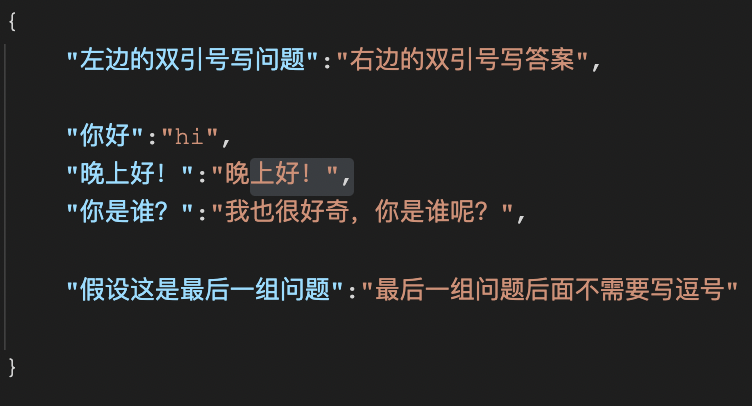 {
"左边的双引号写问题":"右边的双引号写答案",
"你好":"hi",
"晚上好！":"晚上好！",
"你是谁？":"我也很好奇，你是谁呢？",
"假设这是最后一组问题":"最后一组问题后面不需要写逗号"
}